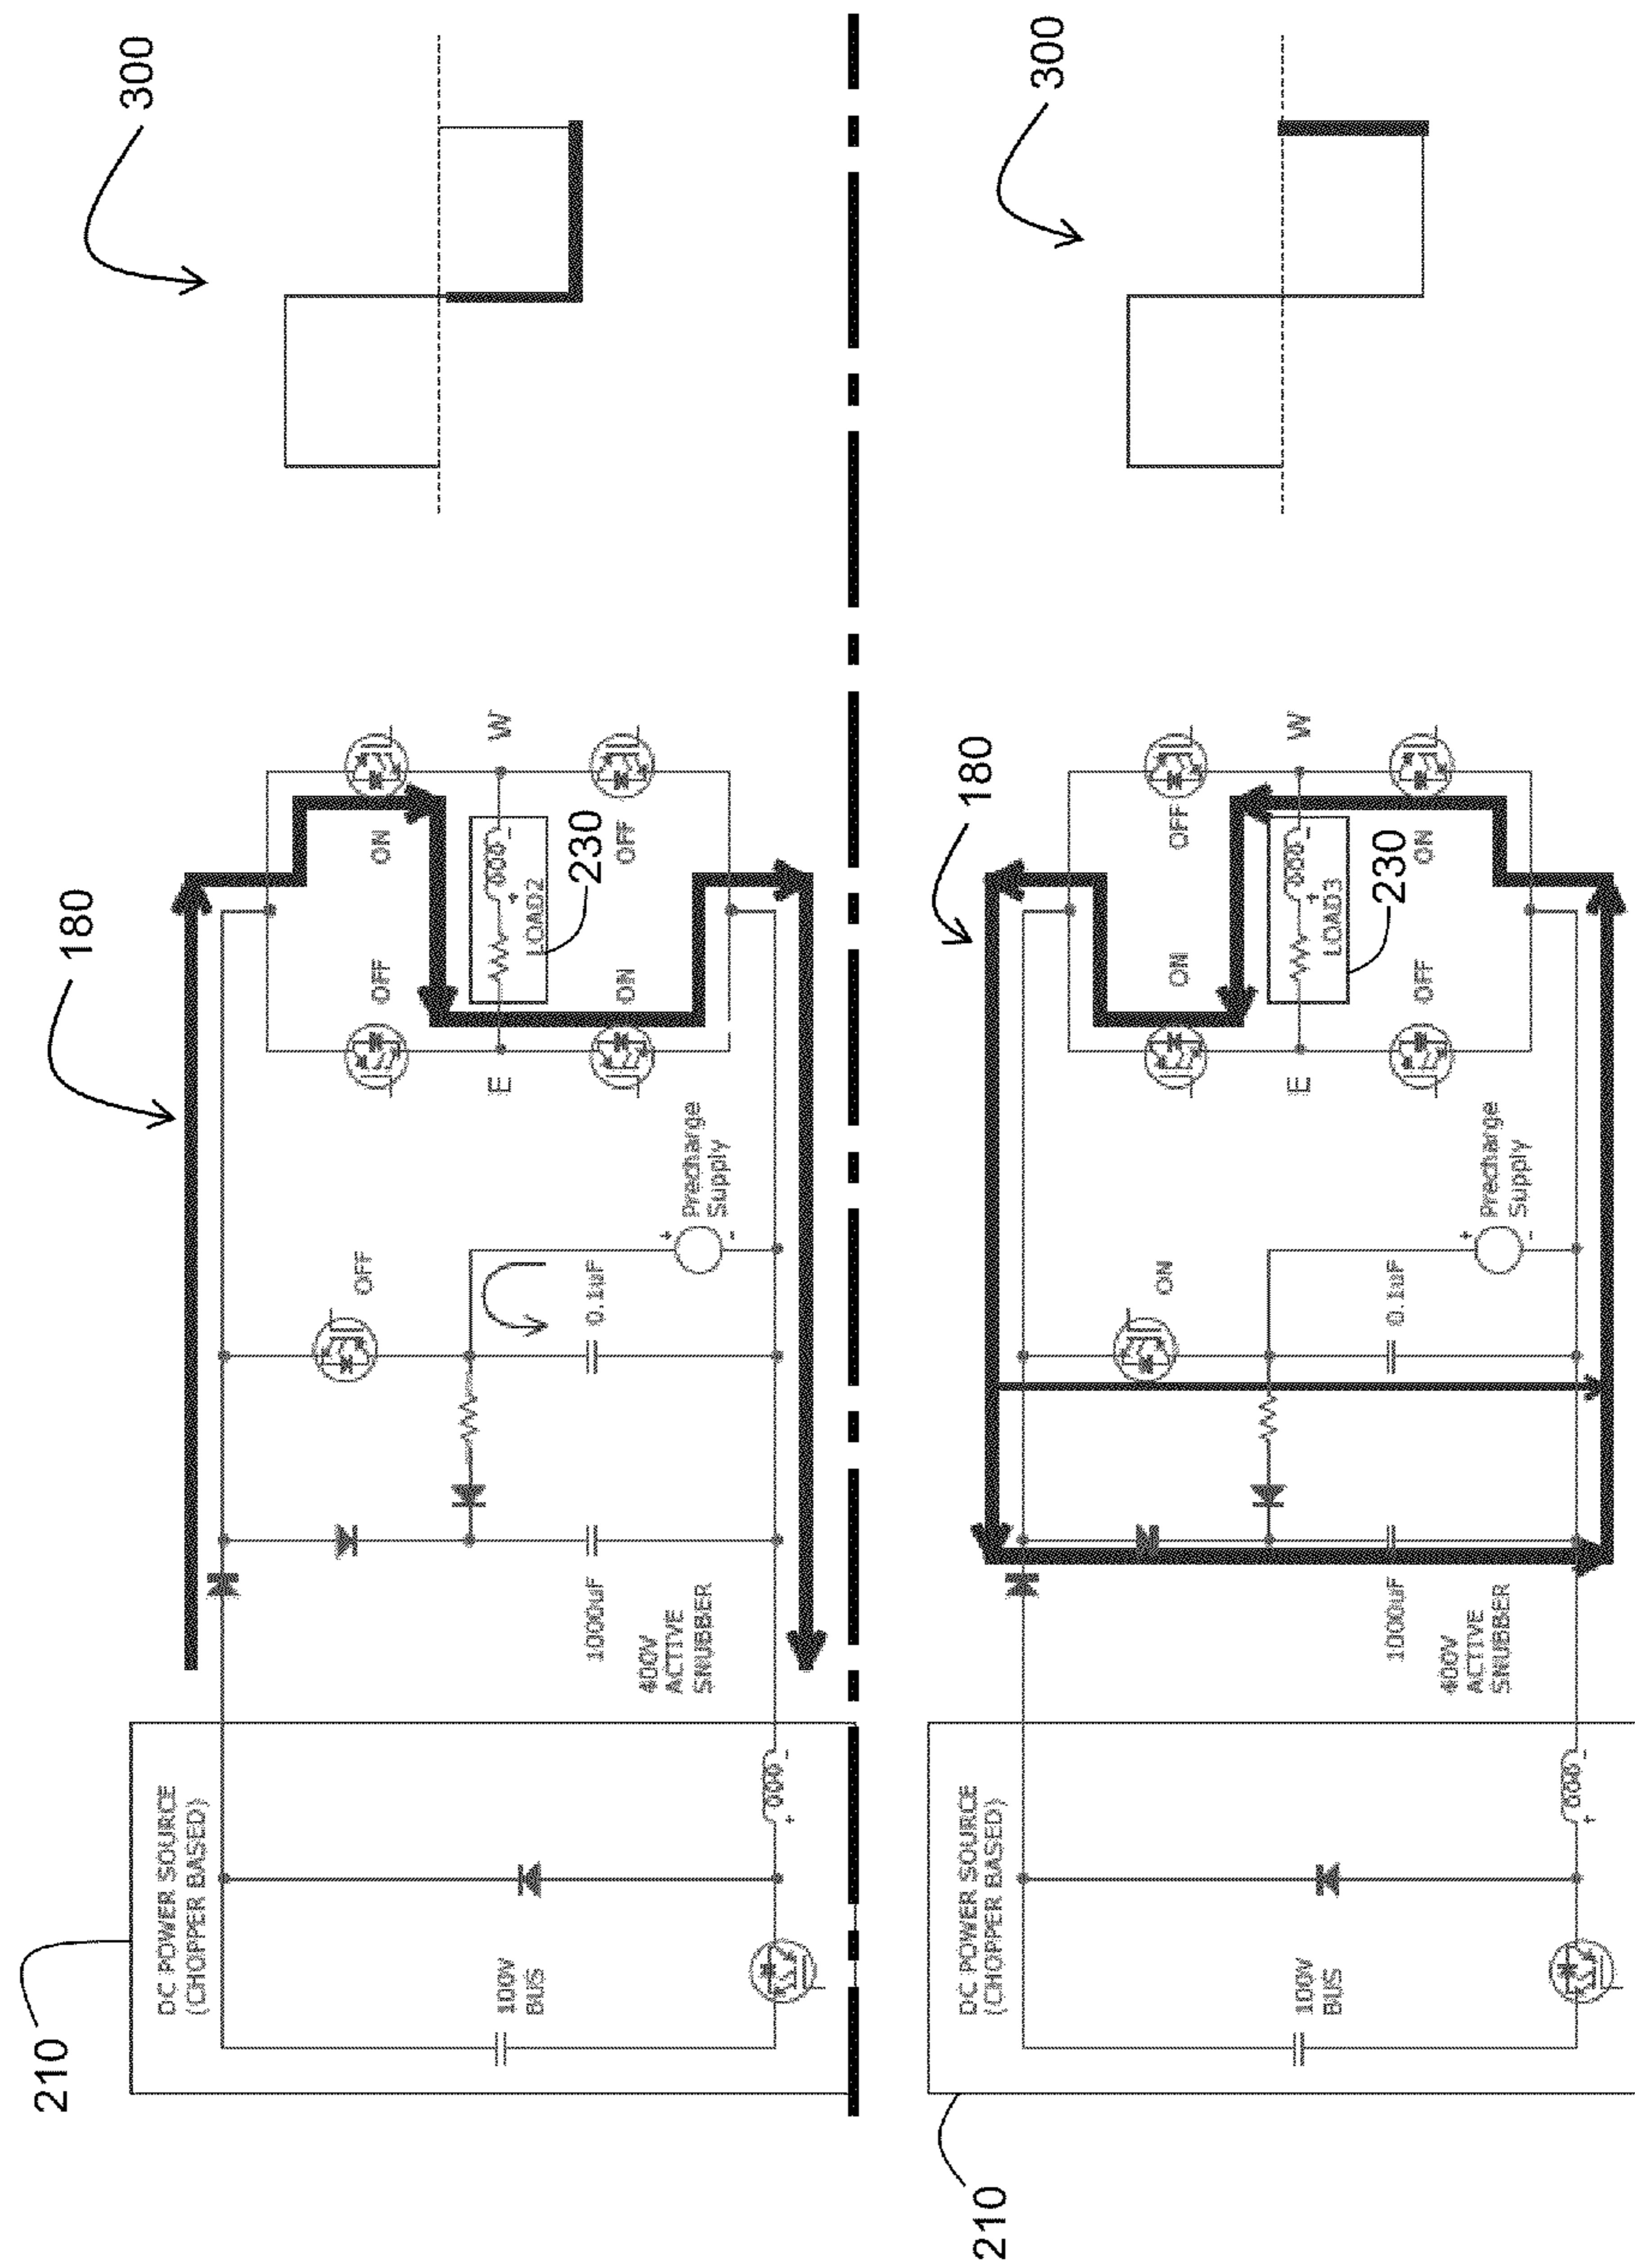 210
DC POWER SOURCE
(CHOPPER BASED)
100V
BUS
+
-
1000uF
400V
ACTIVE
SNUBBER
OFF
0.1uF
+
-
Precharge
Supply
180
OFF
ON
E
W
+
-
LOAD2
230
ON
OFF
300
210
DC POWER SOURCE
(CHOPPER BASED)
100V
BUS
+
-
1000uF
400V
ACTIVE
SNUBBER
ON
0.1uF
+
-
Precharge
Supply
180
ON
OFF
E
W
+
-
LOAD3
230
OFF
ON
300